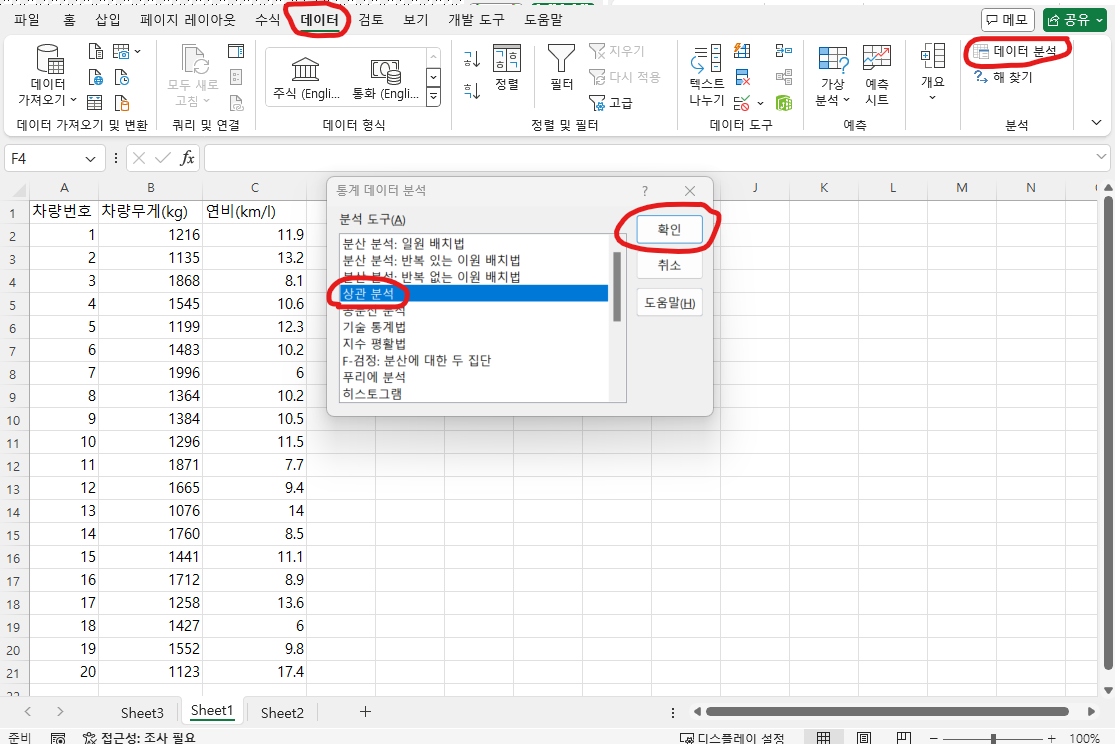 파일 홈 삽입 페이지 레이아웃 수식 데이터 검토 보기 개발 도구 도움말 메모 공유
데이터 가져오기
모두 새로 고침
주식 (Engli...
통화 (Engli...
정렬
필터
지우기
다시 적용
고급
텍스트 나누기
가상 분석
예측 시트
개요
데이터 분석
해 찾기
데이터 가져오기 및 변환 쿼리 및 연결 데이터 형식 정렬 및 필터 데이터 도구 예측 분석
F4 fx
A B C J K L M N
1 차량번호 차량무게(kg) 연비(km/l)
2 1 1216 11.9
3 2 1135 13.2
4 3 1868 8.1
5 4 1545 10.6
6 5 1199 12.3
7 6 1483 10.2
8 7 1996 6
9 8 1364 10.2
10 9 1384 10.5
11 10 1296 11.5
12 11 1871 7.7
13 12 1665 9.4
14 13 1076 14
15 14 1760 8.5
16 15 1441 11.1
17 16 1712 8.9
18 17 1258 13.6
19 18 1427 6
20 19 1552 9.8
21 20 1123 17.4
통계 데이터 분석 ?
분석 도구(A)
분산 분석: 일원 배치법
분산 분석: 반복 있는 이원 배치법
분산 분석: 반복 없는 이원 배치법
상관 분석
공분산 분석
기술 통계법
지수 평활법
F-검정: 분산에 대한 두 집단
푸리에 분석
히스토그램
확인
취소
도움말(H)
Sheet3 Sheet1 Sheet2
준비 접근성: 조사 필요 디스플레이 설정 100%